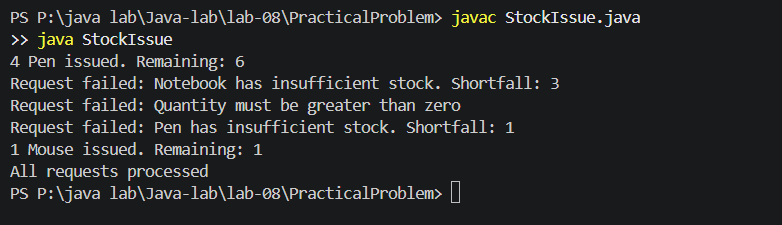 PS P:\java lab\Java-lab\lab-08\PracticalProblem> javac StockIssue.java
>> java StockIssue
4 Pen issued. Remaining: 6
Request failed: Notebook has insufficient stock. Shortfall: 3
Request failed: Quantity must be greater than zero
Request failed: Pen has insufficient stock. Shortfall: 1
1 Mouse issued. Remaining: 1
All requests processed
PS P:\java lab\Java-lab\lab-08\PracticalProblem>